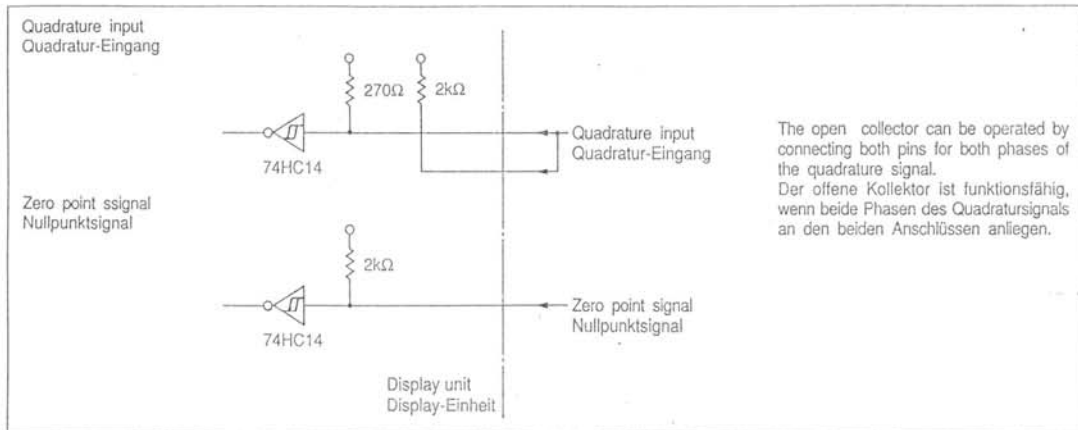 Quadrature input
Quadratur-Eingang
270Ω
2kΩ
74HC14
Quadrature input
Quadratur-Eingang
The open collector can be operated by
connecting both pins for both phases of
the quadrature signal.
Der offene Kollektor ist funktionsfähig,
wenn beide Phasen des Quadratursignals
an den beiden Anschlüssen anliegen.
Zero point ssignal
Nullpunktsignal
2kΩ
74HC14
Zero point signal
Nullpunktsignal
Display unit
Display-Einheit